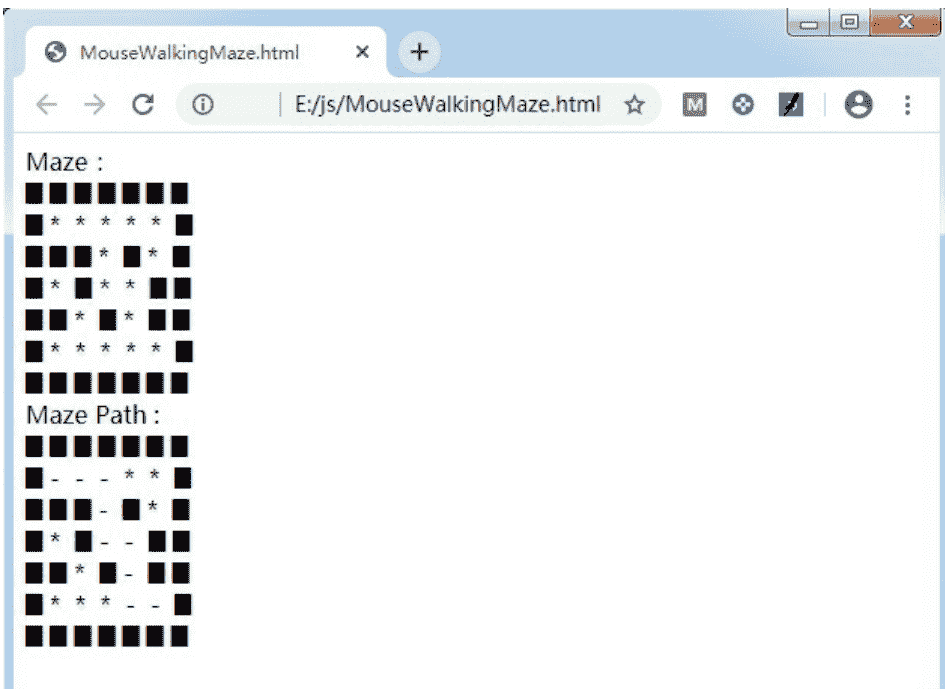 MouseWalkingMaze.html
E:/js/MouseWalkingMaze.html
M
Maze :
■■■■■■■
■*****■
■■■*■*■
■*■**■■
■■*■*■■
■*****■
■■■■■■■
Maze Path :
■■■■■■■
■---**■
■■■-■*■
■*■--■■
■■*■-■■
■***--■
■■■■■■■